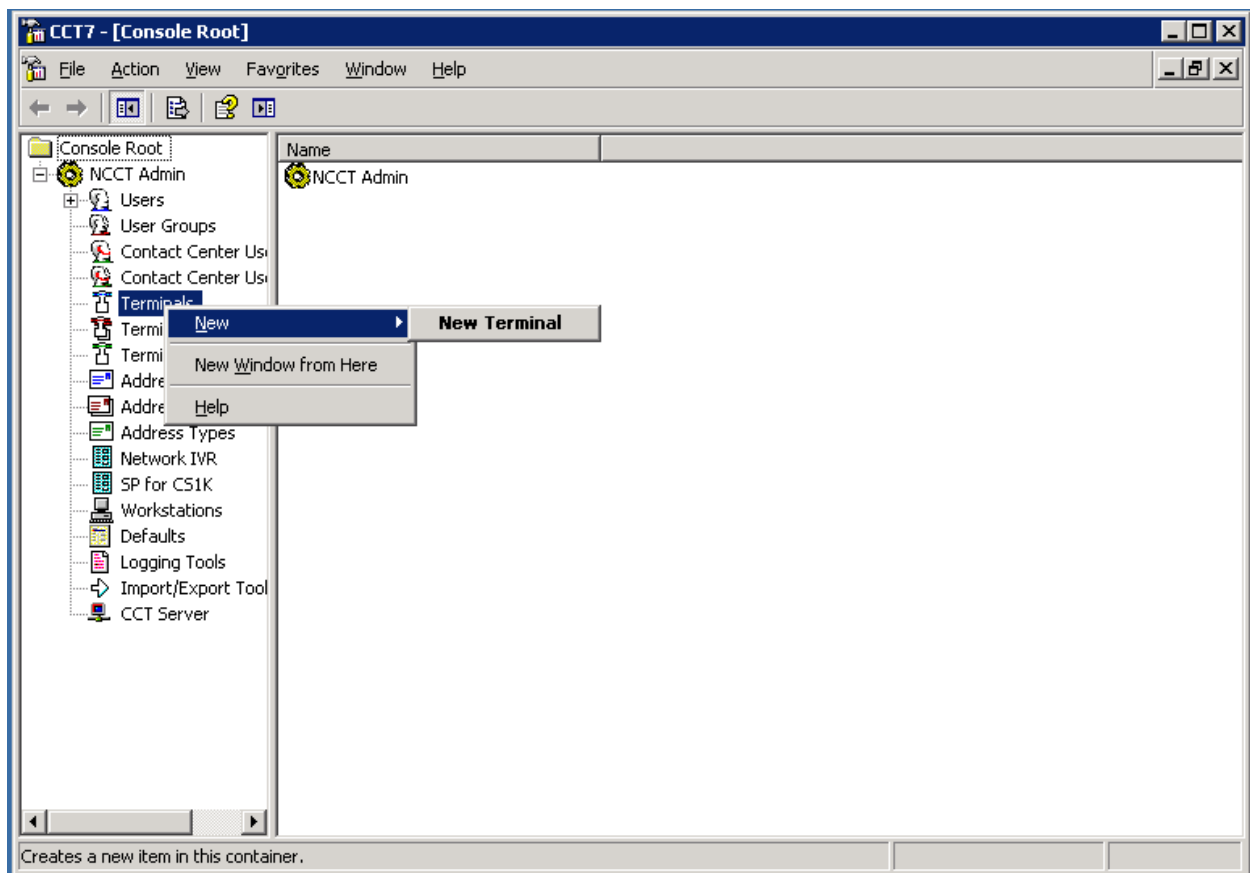 CCT7 - [Console Root]
File Action View Favorites Window Help
Console Root
NCCT Admin
Users
User Groups
Contact Center Us
Contact Center Us
Terminals
Termi
Termi
Addre
Addre
Address Types
Network IVR
SP for CS1K
Workstations
Defaults
Logging Tools
Import/Export Tool
CCT Server
New
New Window from Here
Help
New Terminal
Name
NCCT Admin
Creates a new item in this container.